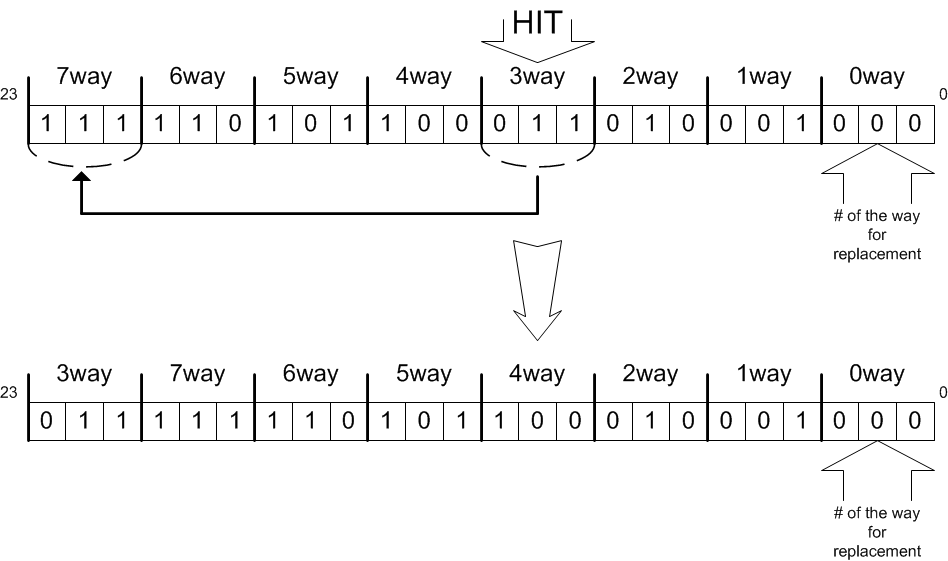 HIT
7way 6way 5way 4way 3way 2way 1way 0way
23 0
1 1 1 1 1 0 1 0 1 1 0 0 0 1 1 0 1 0 0 0 1 0 0 0
# of the way
for
replacement
3way 7way 6way 5way 4way 2way 1way 0way
23 0
0 1 1 1 1 1 1 1 0 1 0 1 1 0 0 0 1 0 0 0 1 0 0 0
# of the way
for
replacement